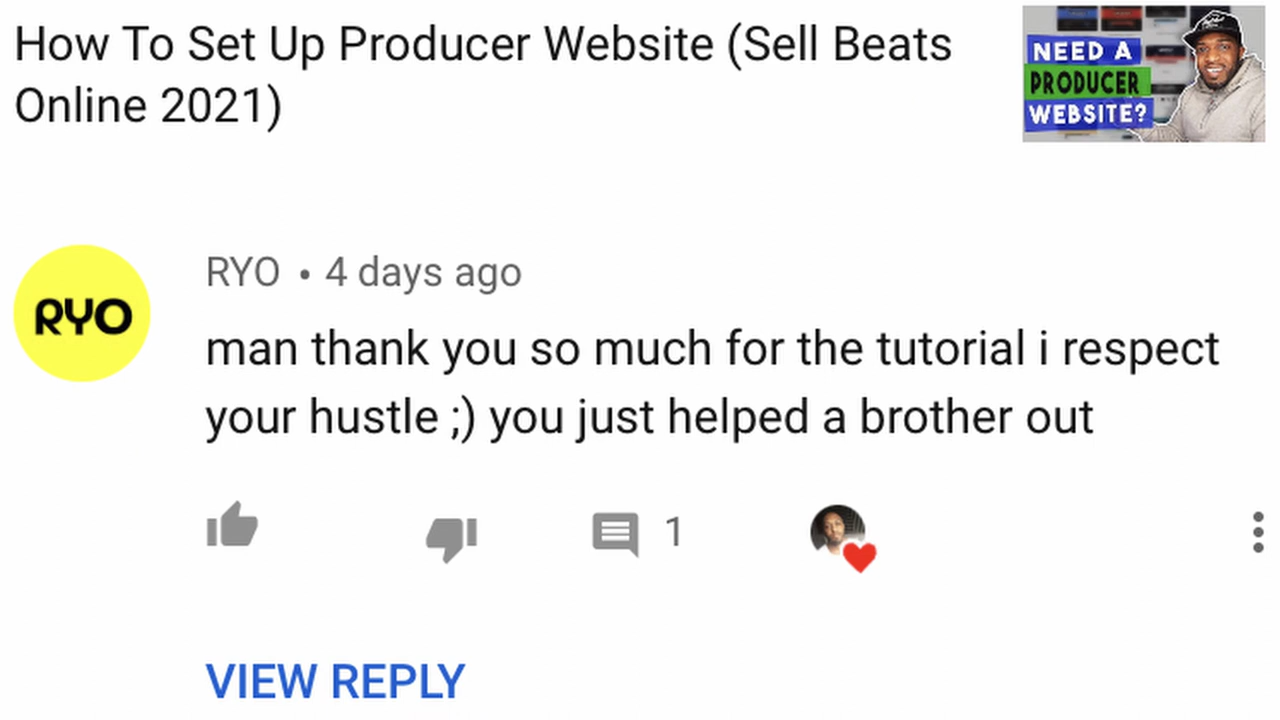 How To Set Up Producer Website (Sell Beats
Online 2021)
NEED A
PRODUCER
WEBSITE?
RYO
RYO • 4 days ago
man thank you so much for the tutorial i respect
your hustle ;) you just helped a brother out
1
VIEW REPLY